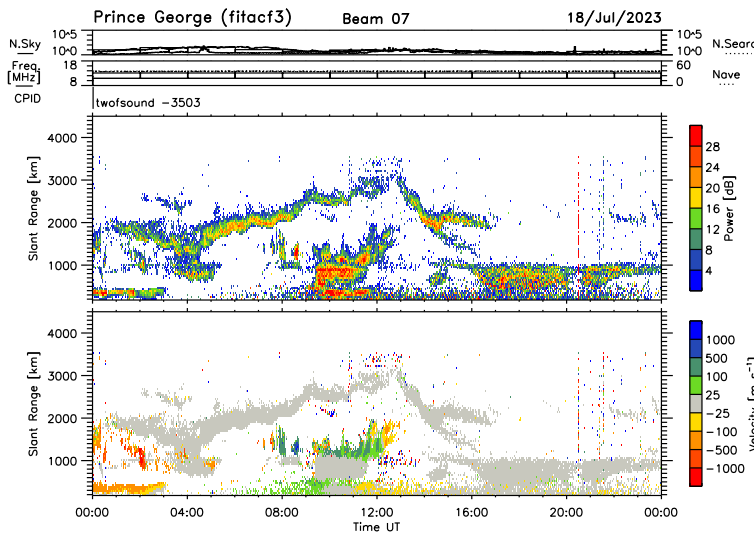 Prince George (fitacf3) Beam 07 18/Jul/2023
N.Sky 10±5 10±0 10±5 10±0 N.Sear
Freq. [MHz] 18 8 60 0 Nave
CPID twofsound -3503
Slant Range [km] 4000 3000 2000 1000
Power [dB] 28 24 20 16 12 8 4
Slant Range [km] 4000 3000 2000 1000
Velocity [m s⁻¹] 1000 500 100 25 -25 -100 -500 -1000
00:00 04:00 08:00 12:00 16:00 20:00 00:00
Time UT